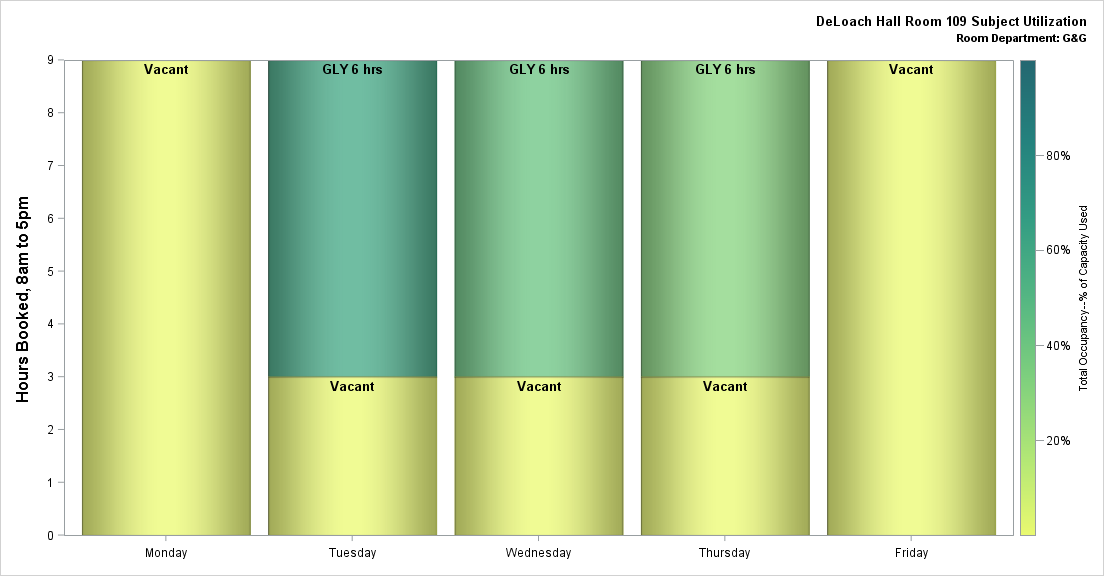 DeLoach Hall Room 109 Subject Utilization
Room Department: G&G
Hours Booked, 8am to 5pm
9
8
7
6
5
4
3
2
1
0
Vacant
GLY 6 hrs
GLY 6 hrs
GLY 6 hrs
Vacant
Vacant
Vacant
Vacant
Monday
Tuesday
Wednesday
Thursday
Friday
80%
60%
40%
20%
Total Occupancy--% of Capacity Used